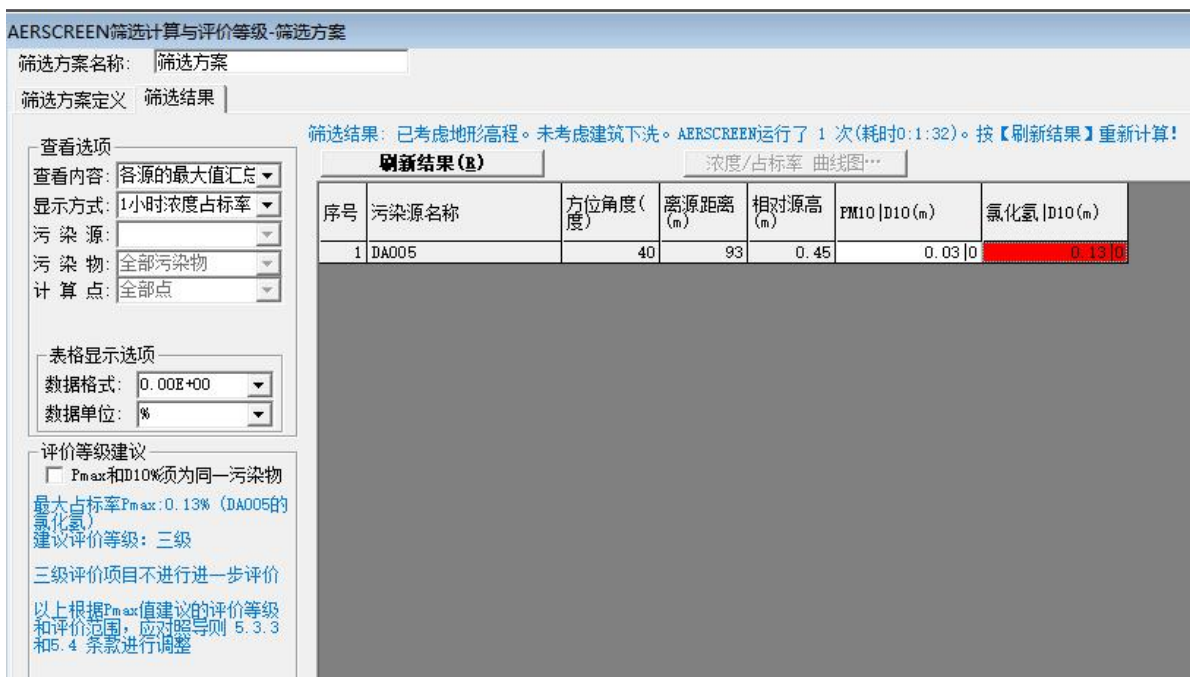 AERSCREEN筛选计算与评价等级-筛选方案
筛选方案名称: 筛选方案
筛选方案定义 筛选结果
筛选结果: 已考虑地形高程。未考虑建筑下洗。AERSCREEN运行了 1 次(耗时0:1:32)。按【刷新结果】重新计算!
查看选项
查看内容: 各源的最大值汇总
显示方式: 1小时浓度占标率
污 染 源:
污 染 物: 全部污染物
计 算 点: 全部点
刷新结果(R)
浓度/占标率 曲线图…
序号 污染源名称 方位角度(度) 离源距离(m) 相对源高(m) PM10|D10(m) 氯化氢|D10(m)
1 DA005 40 93 0.45 0.03|0 0.13|0
表格显示选项
数据格式: 0.00E+00
数据单位: %
评价等级建议
Pmax和D10%须为同一污染物
最大占标率Pmax:0.13% (DA005的
氯化氢)
建议评价等级: 三级
三级评价项目不进行进一步评价
以上根据Pmax值建议的评价等级
和评价范围,应对照导则 5.3.3
和5.4 条款进行调整